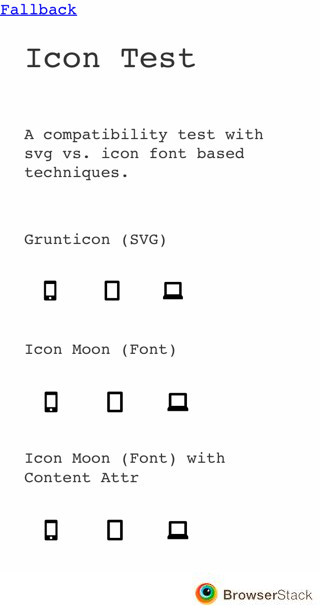 Fallback
Icon Test
A compatibility test with
svg vs. icon font based
techniques.
Grunticon (SVG)
Icon Moon (Font)
Icon Moon (Font) with
Content Attr
BrowserStack